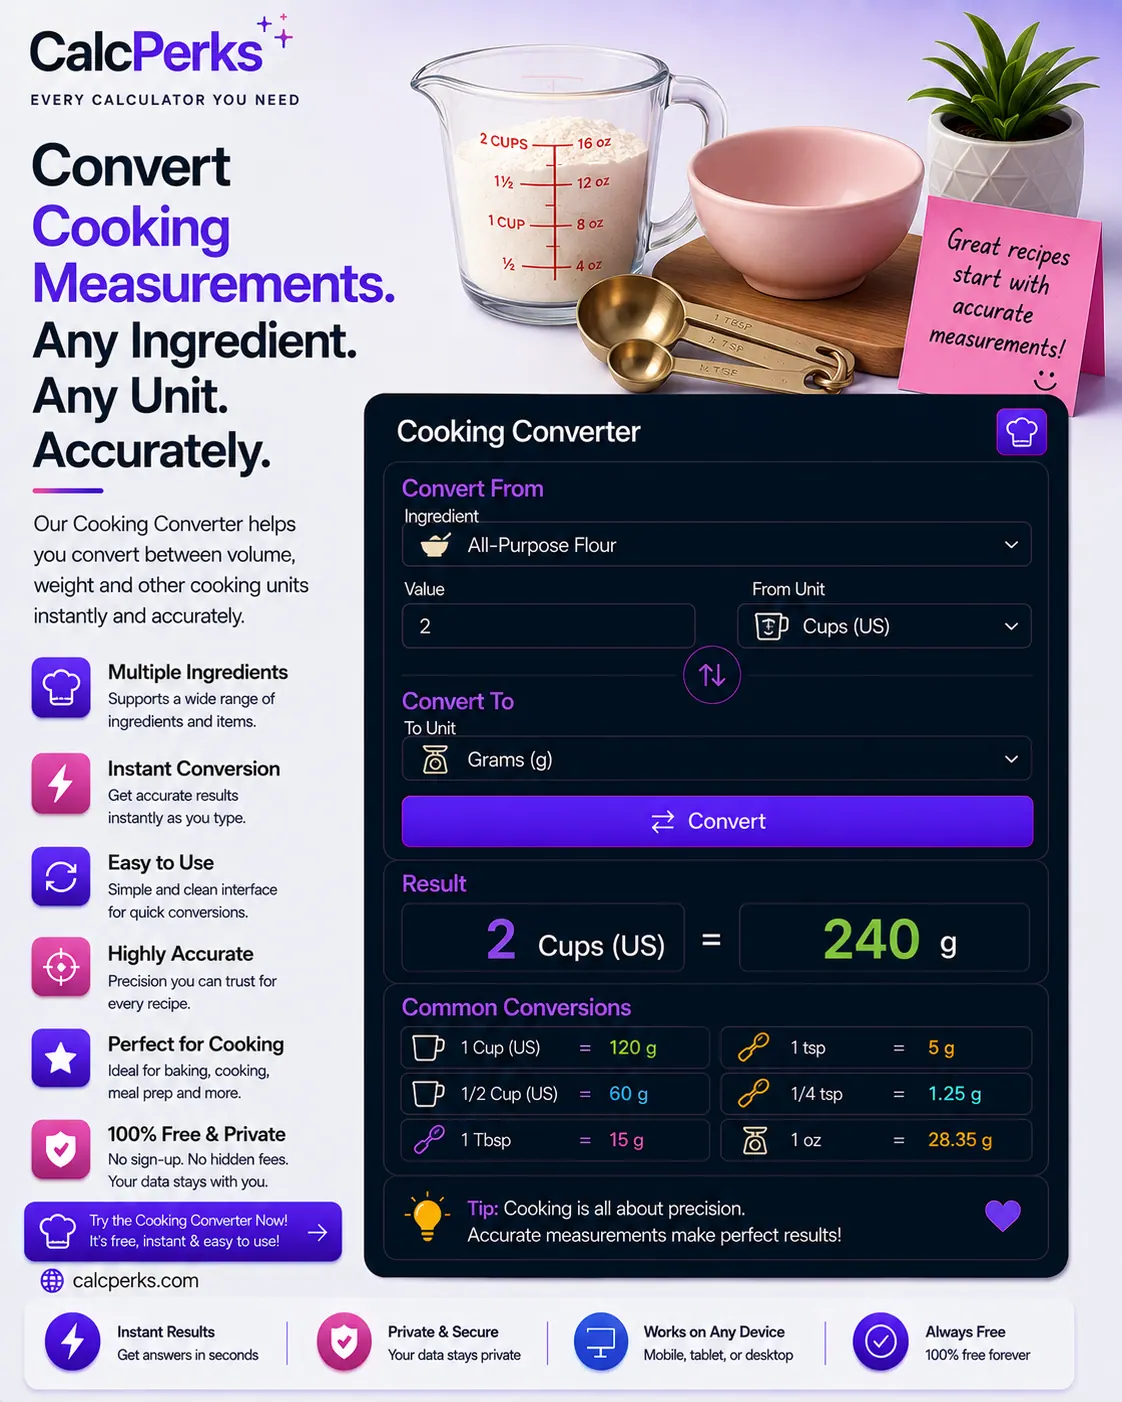 CalcPerks
EVERY CALCULATOR YOU NEED
Convert
Cooking
Measurements.
Any Ingredient.
Any Unit.
Accurately.
Our Cooking Converter helps
you convert between volume,
weight and other cooking units
instantly and accurately.
Multiple Ingredients
Supports a wide range of
ingredients and items.
Instant Conversion
Get accurate results
instantly as you type.
Easy to Use
Simple and clean interface
for quick conversions.
Highly Accurate
Precision you can trust for
every recipe.
Perfect for Cooking
Ideal for baking, cooking,
meal prep and more.
100% Free & Private
No sign-up. No hidden fees.
Your data stays with you.
Try the Cooking Converter Now!
It's free, instant & easy to use!
calcperks.com
2 CUPS 16 oz
1½ 12 oz
1 CUP 8 oz
½ 4 oz
1 TBSP
Great recipes
start with
accurate
measurements!
Cooking Converter
Convert From
Ingredient
All-Purpose Flour
Value
From Unit
2
Cups (US)
Convert To
To Unit
Grams (g)
Convert
Result
2 Cups (US) = 240 g
Common Conversions
1 Cup (US) = 120 g
1 tsp = 5 g
1/2 Cup (US) = 60 g
1/4 tsp = 1.25 g
1 Tbsp = 15 g
1 oz = 28.35 g
Tip: Cooking is all about precision.
Accurate measurements make perfect results!
Instant Results
Get answers in seconds
Private & Secure
Your data stays private
Works on Any Device
Mobile, tablet, or desktop
Always Free
100% free forever